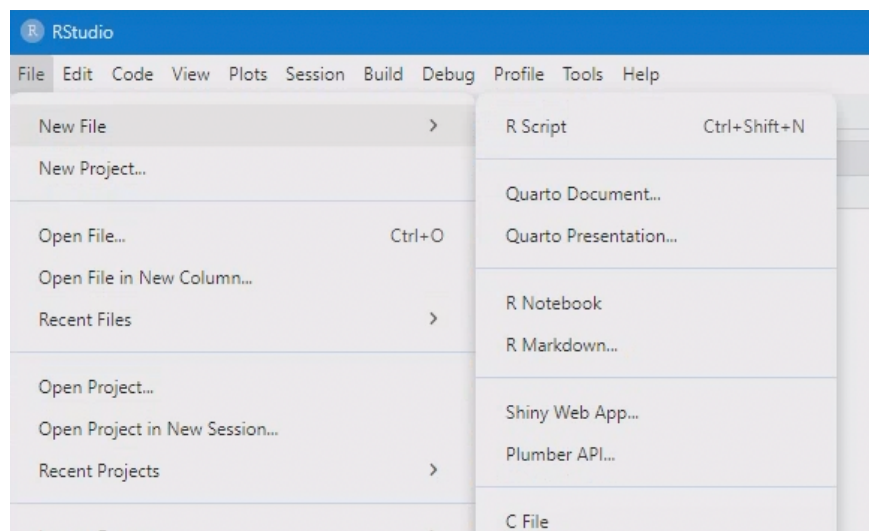 R RStudio
File Edit Code View Plots Session Build Debug Profile Tools Help
New File
New Project...
Open File... Ctrl+O
Open File in New Column...
Recent Files
Open Project...
Open Project in New Session...
Recent Projects
R Script Ctrl+Shift+N
Quarto Document...
Quarto Presentation...
R Notebook
R Markdown...
Shiny Web App...
Plumber API...
C File